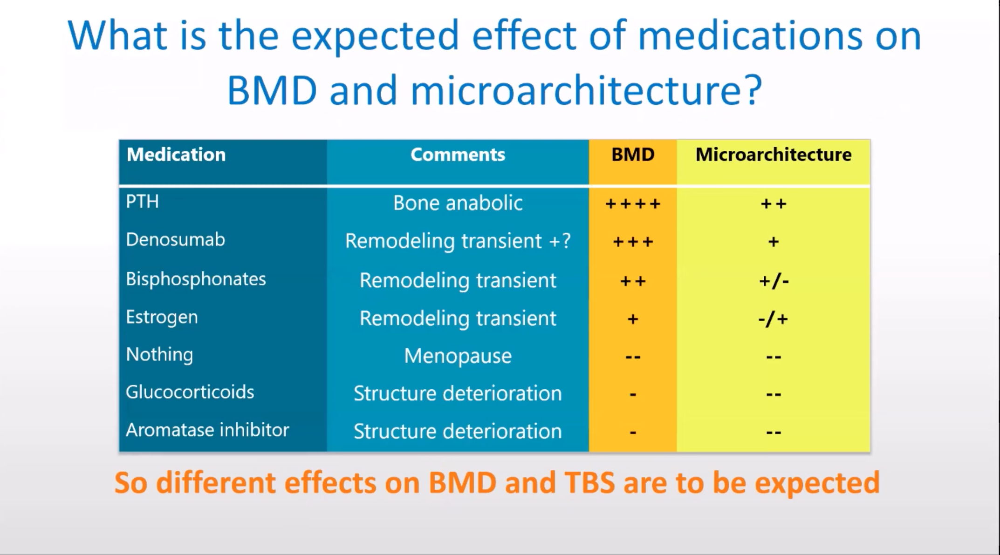 What is the expected effect of medications on
BMD and microarchitecture?
Medication Comments BMD Microarchitecture
PTH Bone anabolic ++++ ++
Denosumab Remodeling transient +? +++ +
Bisphosphonates Remodeling transient ++ +/-
Estrogen Remodeling transient + -/+
Nothing Menopause -- --
Glucocorticoids Structure deterioration - --
Aromatase inhibitor Structure deterioration - --
So different effects on BMD and TBS are to be expected